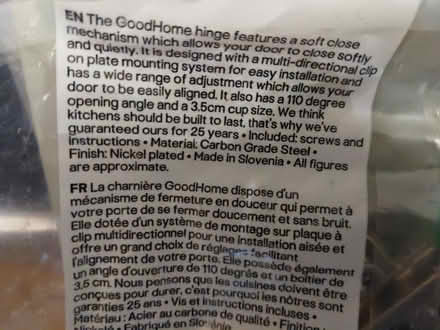 EN The GoodHome hinge features a soft close
mechanism which allows your door to close softly
and quietly. It is designed with a multi-directional clip
on plate mounting system for easy installation and
has a wide range of adjustment which allows your
door to be easily aligned. It also has a 110 degree
opening angle and a 3.5cm cup size. We think
kitchens should be built to last, that's why we've
guaranteed ours for 25 years • Included: screws and
instructions • Material: Carbon Grade Steel •
Finish: Nickel plated • Made in Slovenia • All figures
are approximate.
FR La charnière GoodHome dispose d'un
mécanisme de fermeture en douceur qui permet à
votre porte de se fermer doucement et sans bruit.
Elle dotée d'un système de montage sur plaque à
clip multidirectionnel pour une installation aisée et
offre un grand choix de réglages facilitant
l'alignement de votre porte. Elle possède également
un angle d'ouverture de 110 degrés et un boîtier de
3,5 cm. Nous pensons que les cuisines doivent être
conçues pour durer, c'est pourquoi les nôtres sont
garanties 25 ans • Vis et instructions incluses •
Matériau : Acier au carbone de qualité • Finition :
Nickelé • Fabriqué en Slovénie